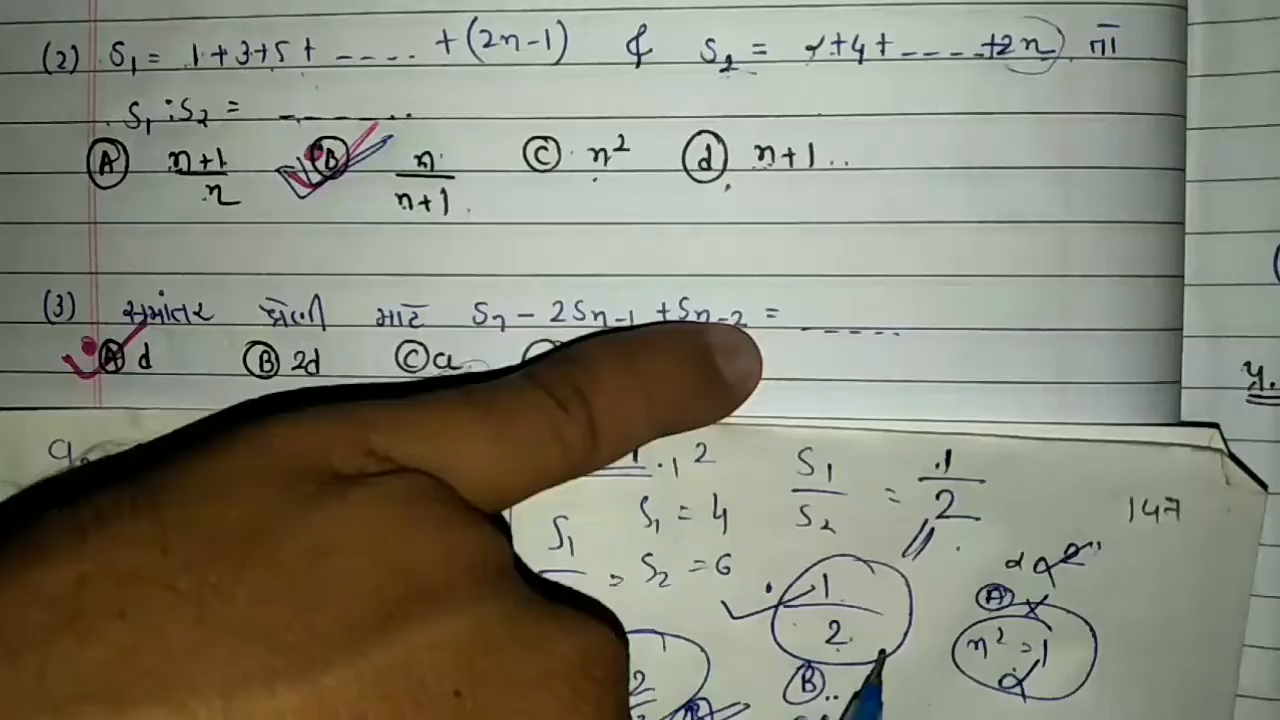 (2) S₁ = 1+3+5+ ---- +(2n-1) & S₂ = 2+4+ ---- +2n) ના
S₁ : S₂ = ------
Ⓐ n+1/n Ⓑ n/n+1 Ⓒ n² ⓓ n+1..
(3) સમાંતર શ્રેણી માટે Sn - 2Sn-1 + Sn-2 = -----
Ⓐ d Ⓑ 2d Ⓒ a
.1² S₁/S₂ = 1/2
147
S₁ S₁ = 4
= S₂ = 6
1/2
Ⓐ
n² = 1
Ⓑ..